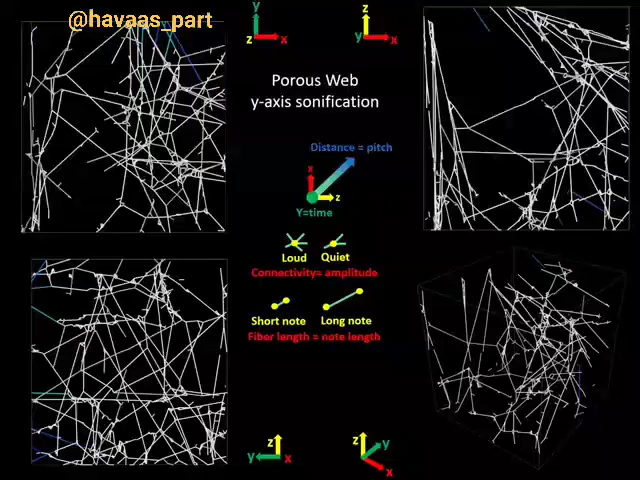 @havaas_part
y
z x
z
y x
Porous Web
y-axis sonification
Distance = pitch
x
z
Y=time
Loud Quiet
Connectivity= amplitude
Short note Long note
Fiber length = note length
z
y x
z y
x